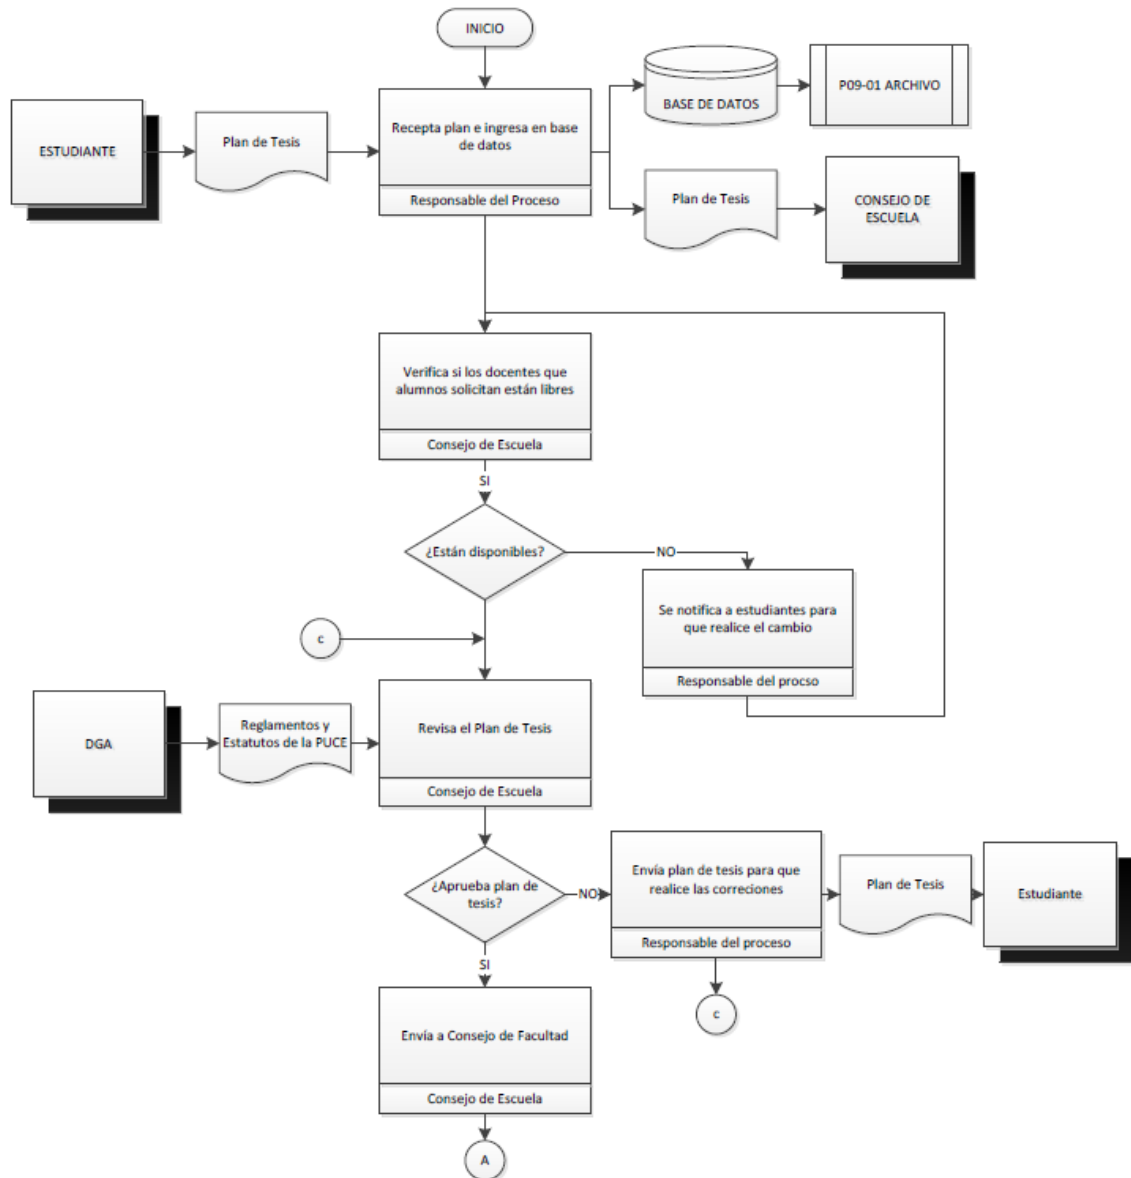 INICIO
BASE DE DATOS
P09-01 ARCHIVO
ESTUDIANTE
Plan de Tesis
Recepta plan e ingresa en base
de datos
Responsable del Proceso
Plan de Tesis
CONSEJO DE
ESCUELA
Verifica si los docentes que
alumnos solicitan están libres
Consejo de Escuela
SI
¿Están disponibles?
NO
Se notifica a estudiantes para
que realice el cambio
Responsable del procso
c
DGA
Reglamentos y
Estatutos de la PUCE
Revisa el Plan de Tesis
Consejo de Escuela
¿Aprueba plan de
tesis?
NO
Envía plan de tesis para que
realice las correciones
Responsable del proceso
Plan de Tesis
Estudiante
SI
c
Envía a Consejo de Facultad
Consejo de Escuela
A